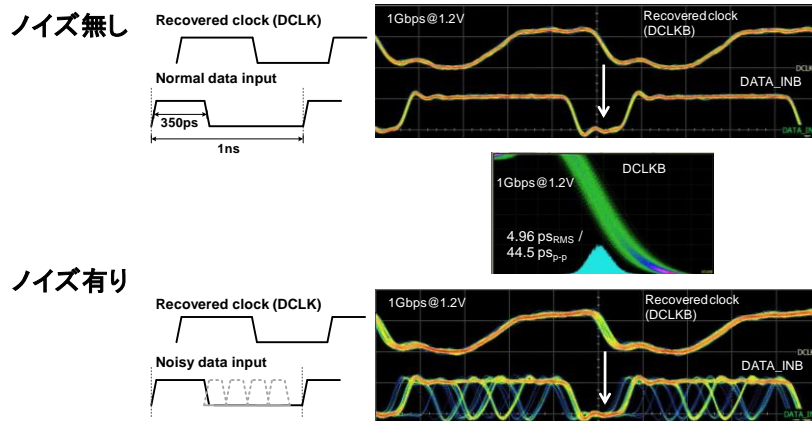 ノイズ無し
Recovered clock (DCLK)
Normal data input
350ps
1ns
1Gbps@1.2V
Recovered clock
(DCLKB)
DATA_INB
1Gbps@1.2V
DCLKB
4.96 psRMS /
44.5 psp-p
ノイズ有り
Recovered clock (DCLK)
Noisy data input
1Gbps@1.2V
Recovered clock
(DCLKB)
DATA_INB